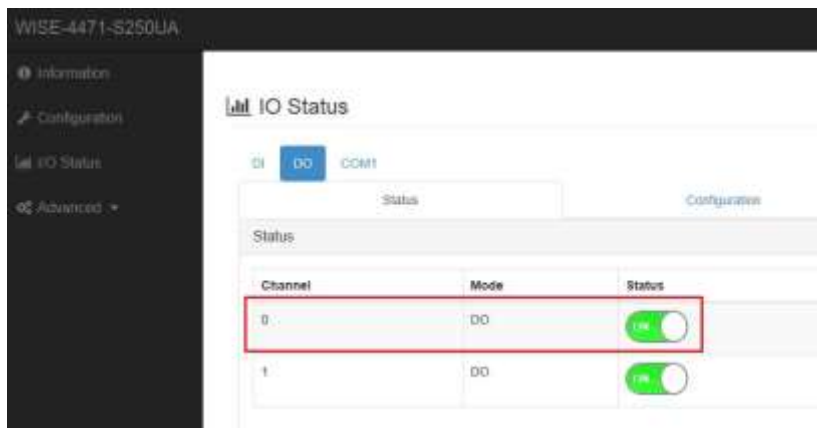 WISE-4471-S250UA
Information
Configuration
I/O Status
Advanced
IO Status
DI DO COM1
Status Configuration
Status
Channel Mode Status
0 DO ON
1 DO ON